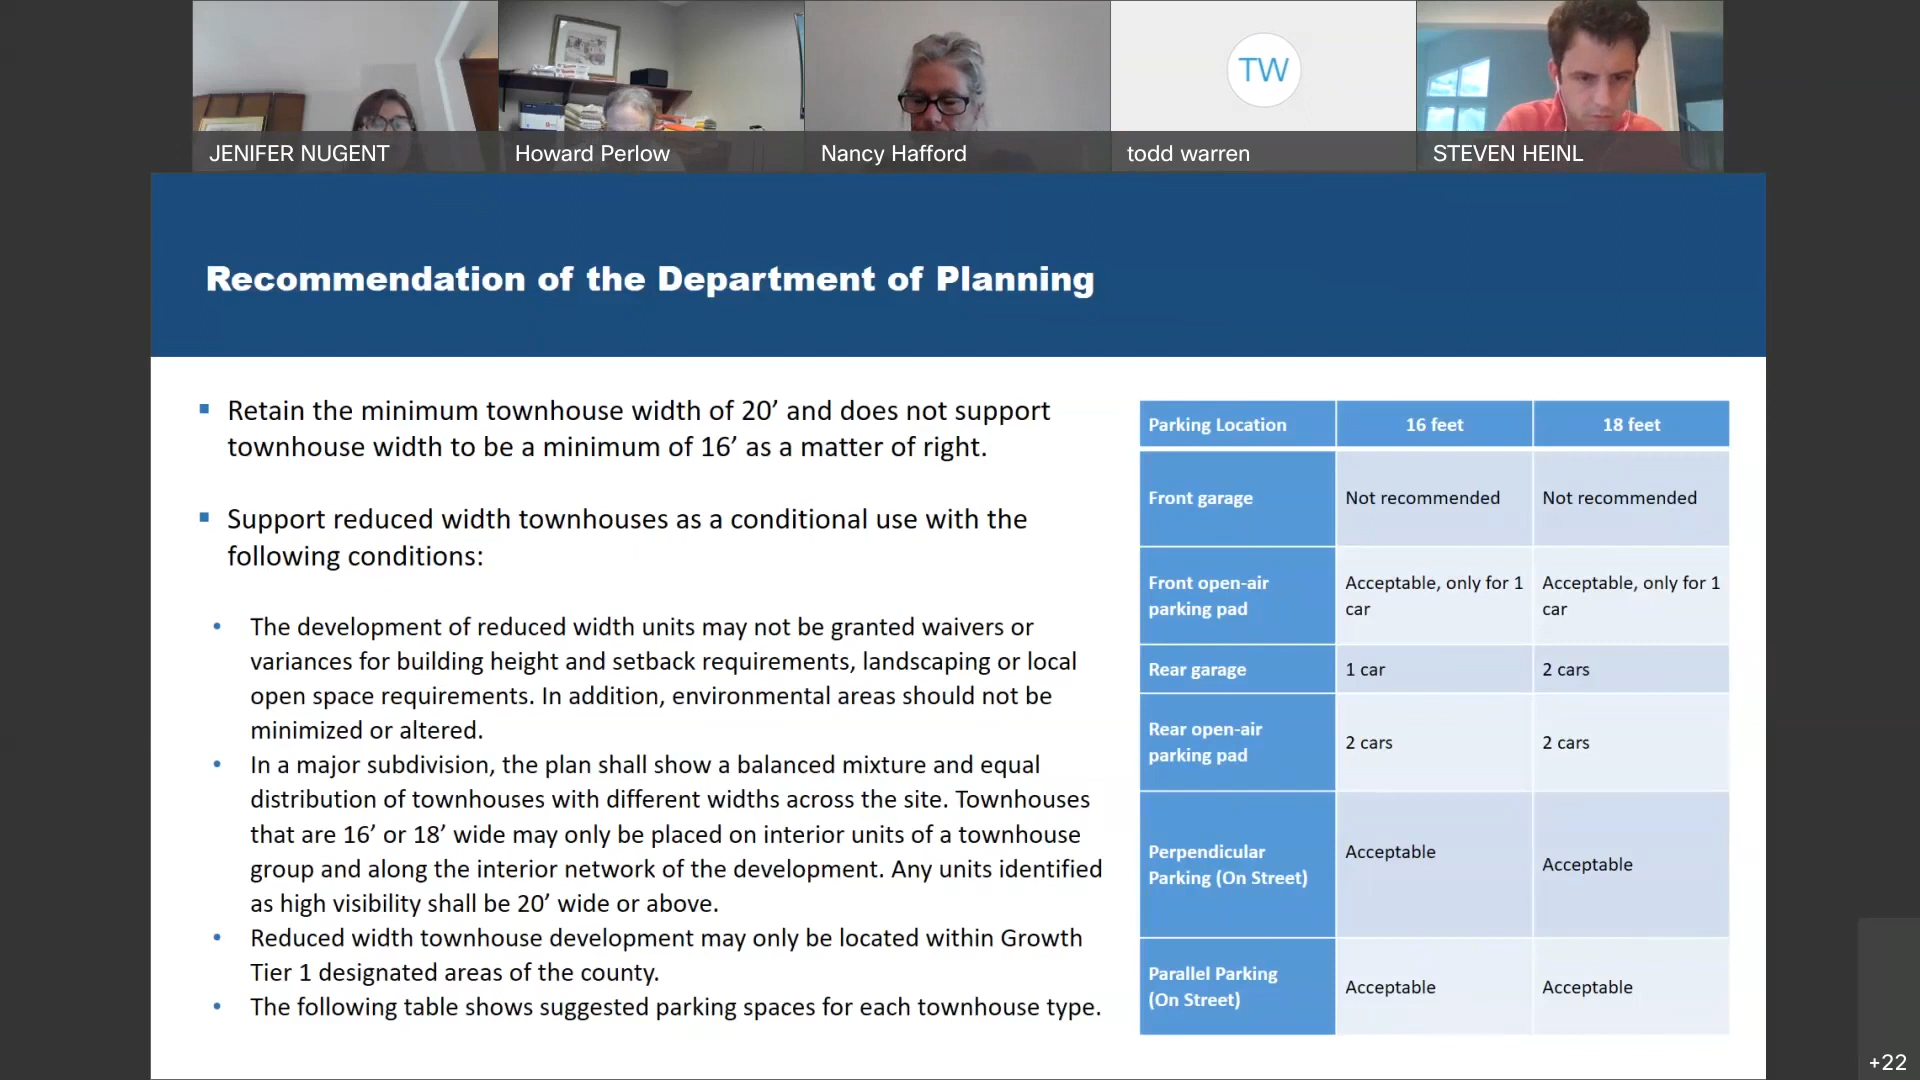 TW
JENIFER NUGENT
Howard Perlow
Nancy Hafford
todd warren
STEVEN HEINL
Recommendation of the Department of Planning
Retain the minimum townhouse width of 20’ and does not support
townhouse width to be a minimum of 16’ as a matter of right.
Support reduced width townhouses as a conditional use with the
following conditions:
The development of reduced width units may not be granted waivers or
variances for building height and setback requirements, landscaping or local
open space requirements. In addition, environmental areas should not be
minimized or altered.
In a major subdivision, the plan shall show a balanced mixture and equal
distribution of townhouses with different widths across the site. Townhouses
that are 16’ or 18’ wide may only be placed on interior units of a townhouse
group and along the interior network of the development. Any units identified
as high visibility shall be 20’ wide or above.
Reduced width townhouse development may only be located within Growth
Tier 1 designated areas of the county.
The following table shows suggested parking spaces for each townhouse type.
Parking Location
16 feet
18 feet
Front garage
Not recommended
Not recommended
Front open-air
parking pad
Acceptable, only for 1
car
Acceptable, only for 1
car
Rear garage
1 car
2 cars
Rear open-air
parking pad
2 cars
2 cars
Perpendicular
Parking (On Street)
Acceptable
Acceptable
Parallel Parking
(On Street)
Acceptable
Acceptable
+22